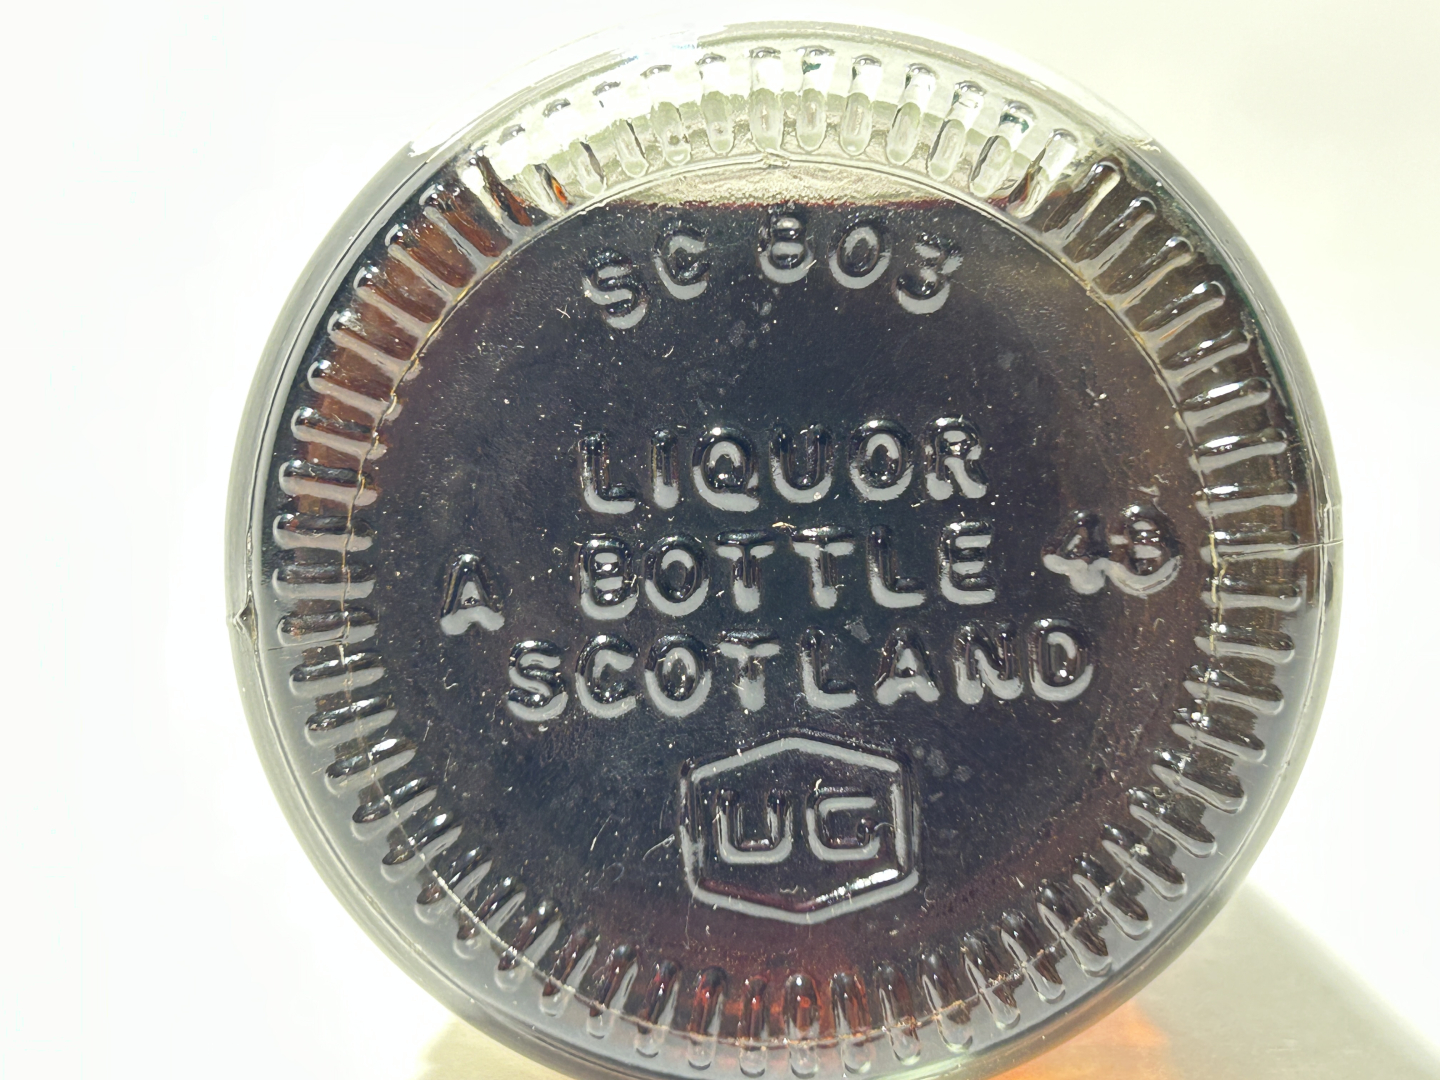 SC 803
LIQUOR
A BOTTLE 48
SCOTLAND
UG